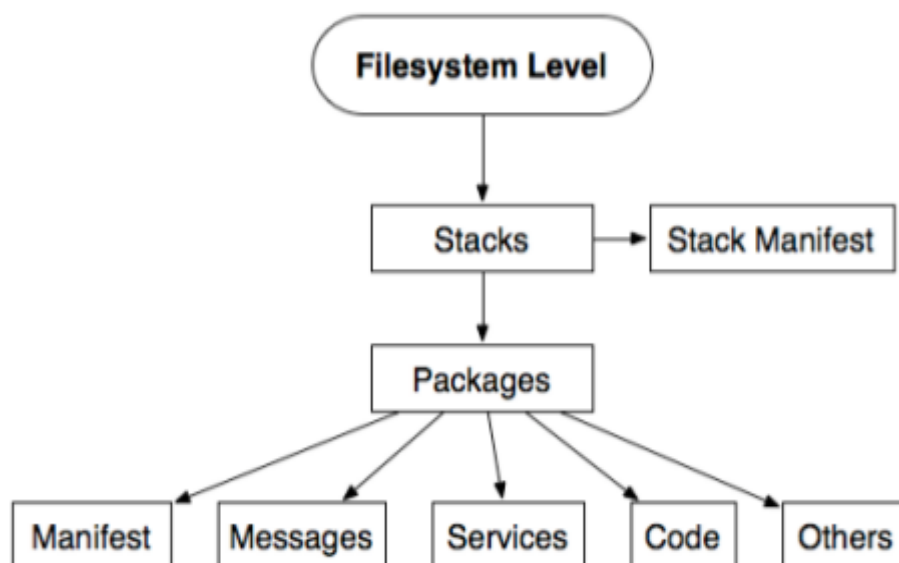 Filesystem Level
Stacks
Stack Manifest
Packages
Manifest
Messages
Services
Code
Others